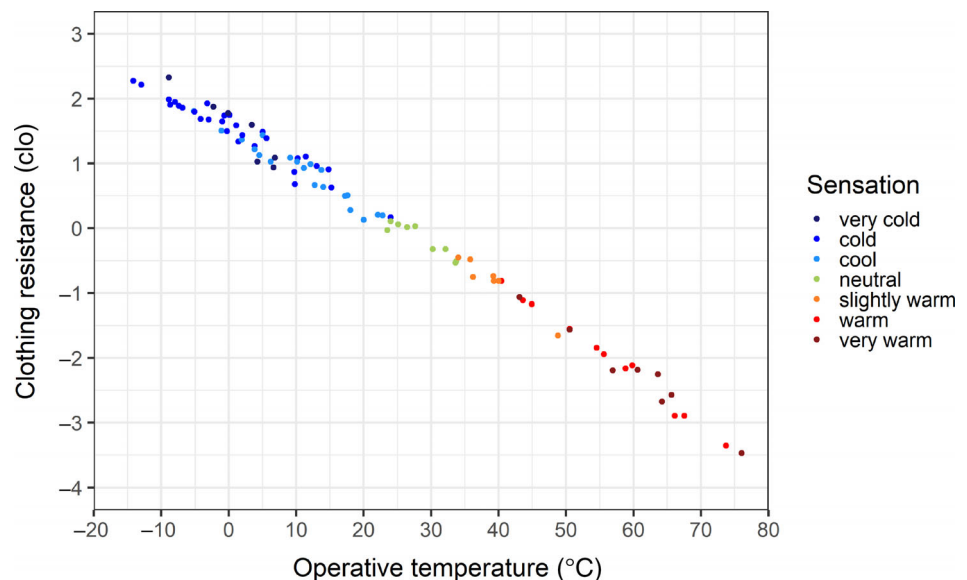 3
2
1
0
–1
–2
–3
–4
Clothing resistance (clo)
–20 –10 0 10 20 30 40 50 60 70 80
Operative temperature (°C)
Sensation
very cold
cold
cool
neutral
slightly warm
warm
very warm